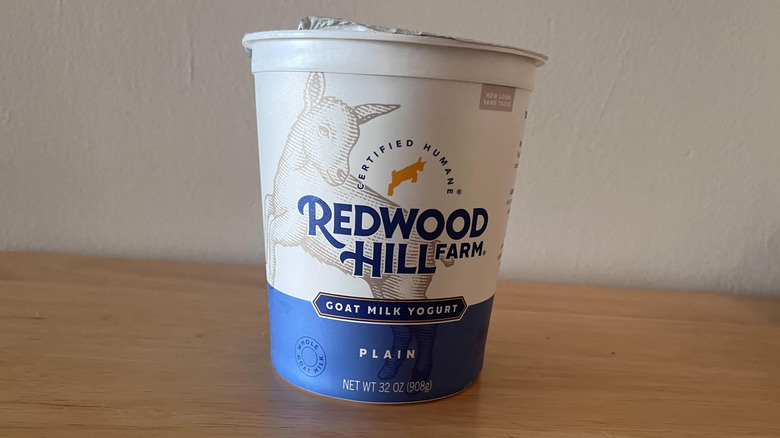 NEW LOOK
SAME TASTE
CERTIFIED HUMANE®
REDWOOD
HILL FARM®
GOAT MILK YOGURT
WHOLE GOAT MILK
PLAIN
NET WT 32 OZ (908g)